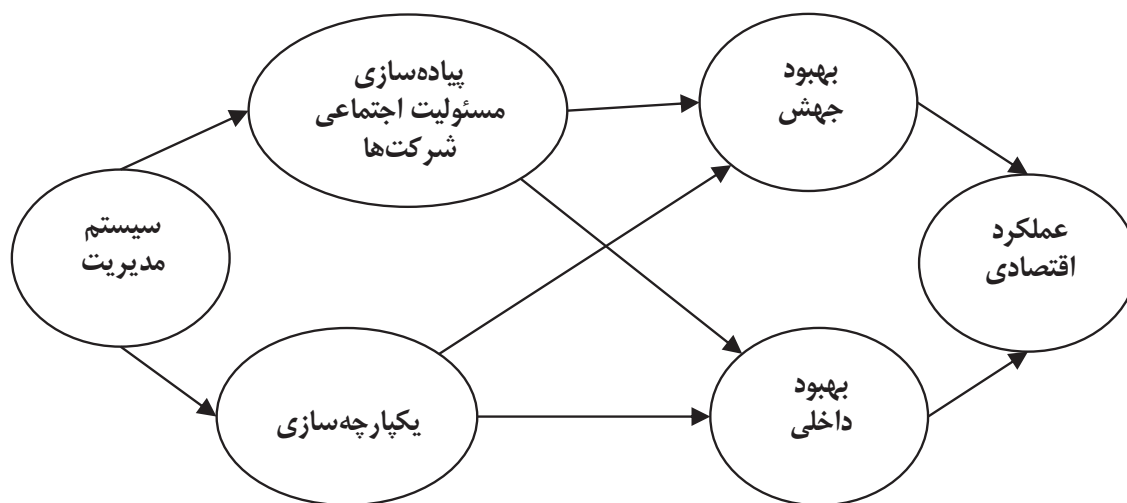 پیاده‌سازی
مسئولیت اجتماعی
شرکت‌ها
بهبود
جهش
سیستم
مدیریت
عملکرد
اقتصادی
یکپارچه‌سازی
بهبود
داخلی